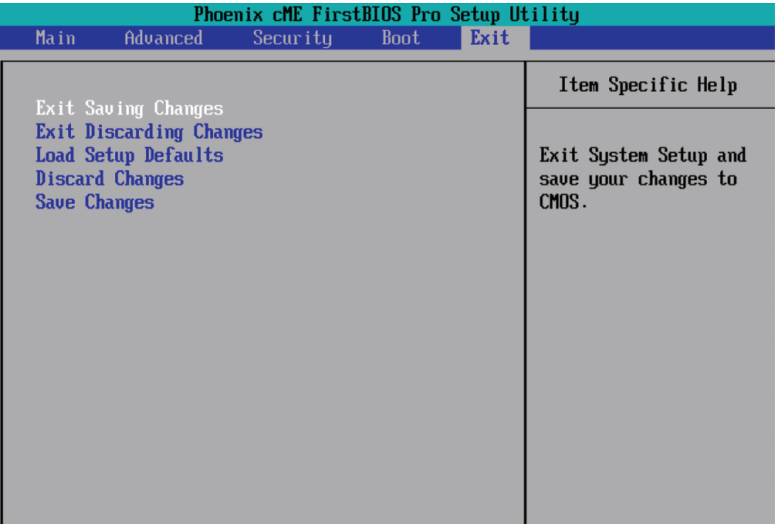 Phoenix cME FirstBIOS Pro Setup Utility
Main Advanced Security Boot Exit
Item Specific Help
Exit Saving Changes
Exit Discarding Changes
Load Setup Defaults
Discard Changes
Save Changes
Exit System Setup and
save your changes to
CMOS.